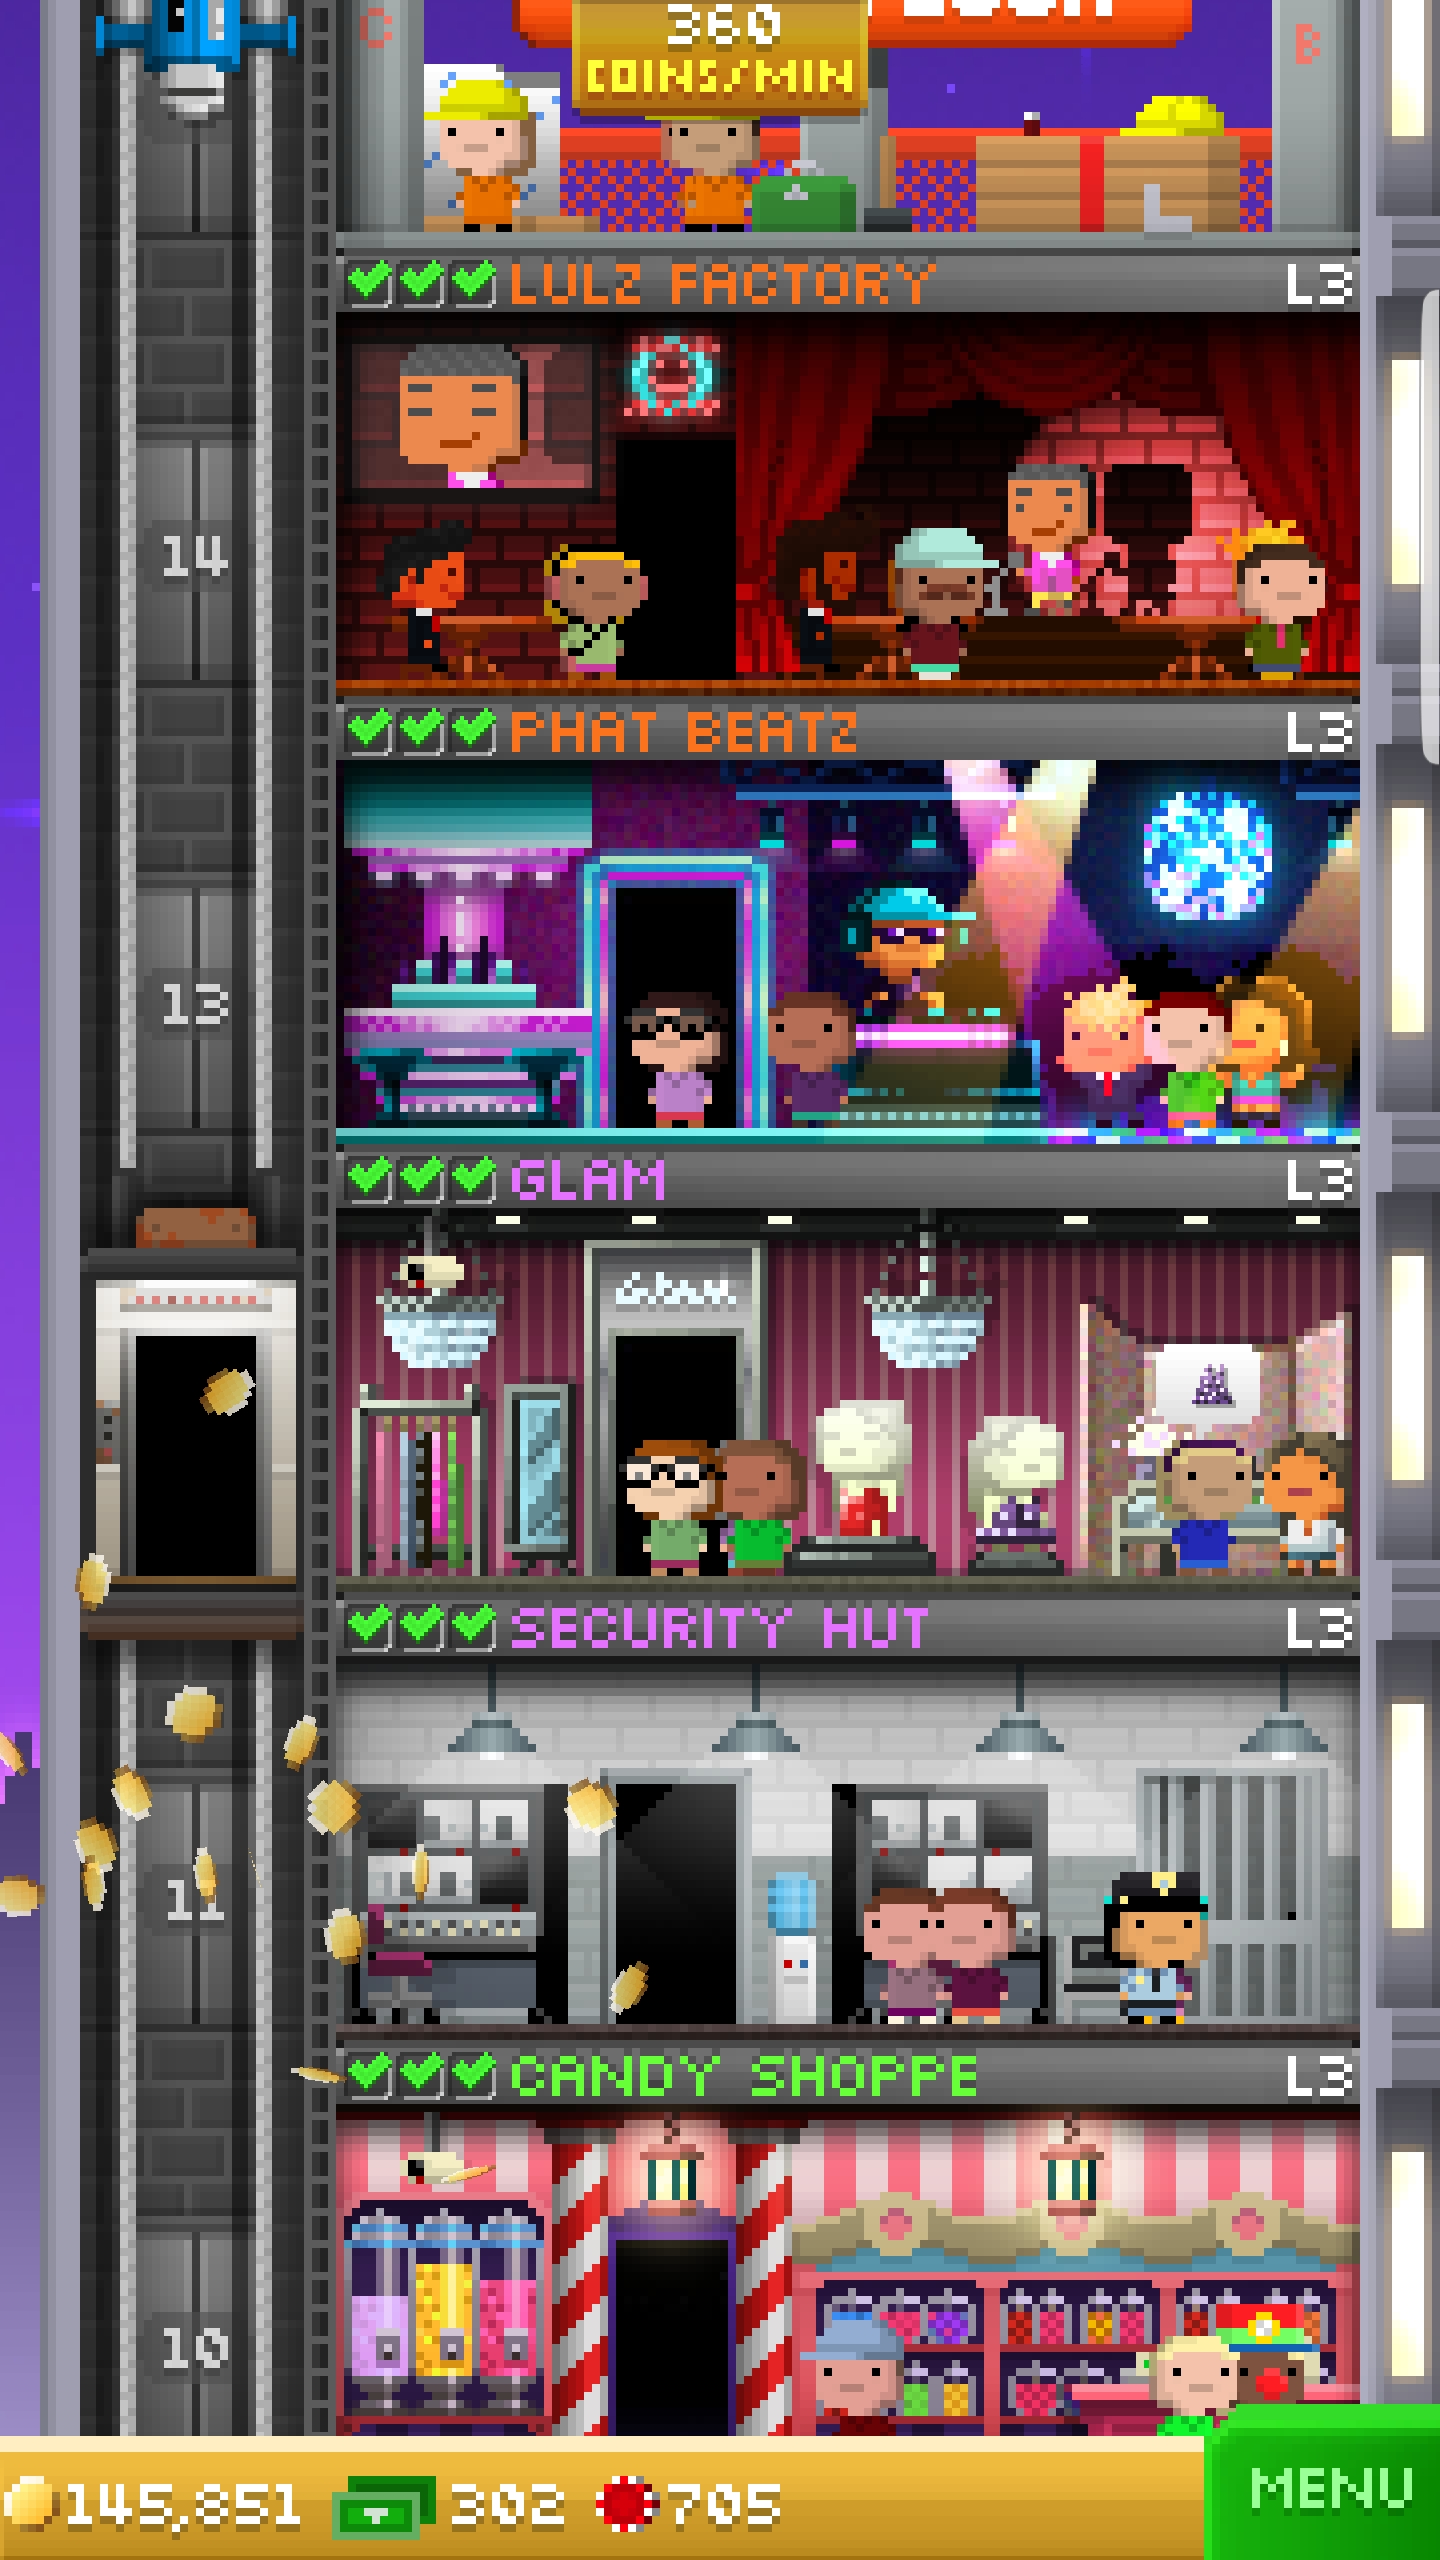 C
B
360
COINS/MIN
LULZ FACTORY L3
14
PHAT BEATZ L3
13
GLAM L3
Glam
SECURITY HUT L3
11
CANDY SHOPPE L3
10
145,851 302 705
MENU